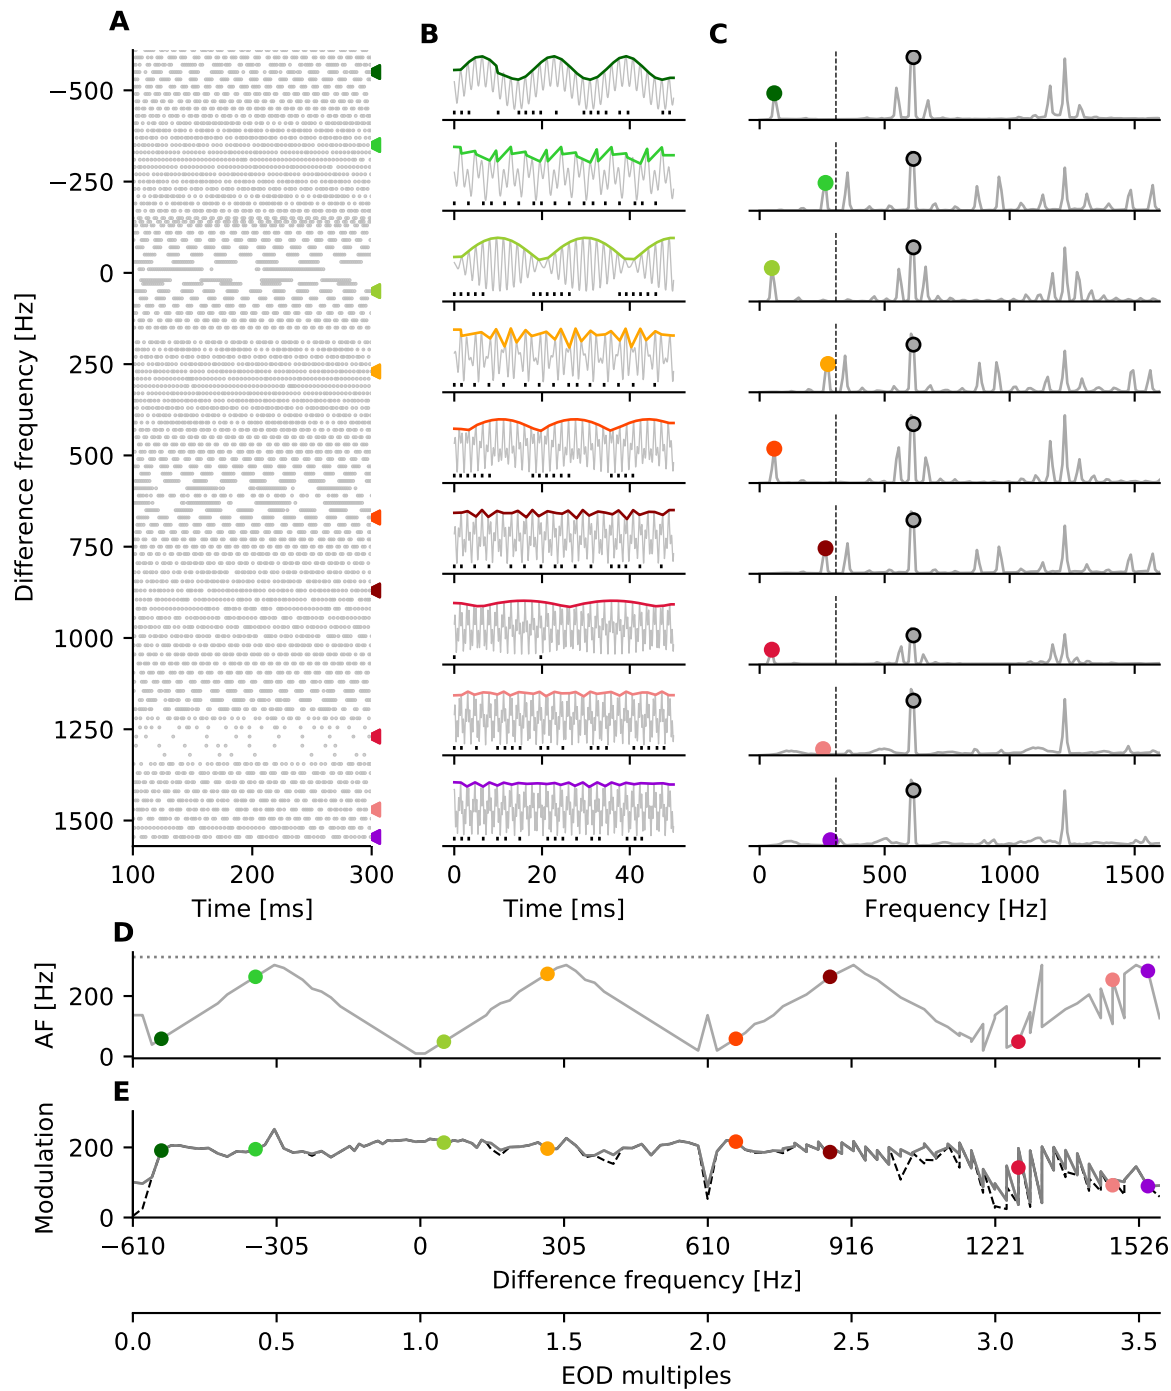 A
B
C
Difference frequency [Hz]
−500
−250
0
250
500
750
1000
1250
1500
100 200 300
0 20 40
0 500 1000 1500
Time [ms]
Time [ms]
Frequency [Hz]
D
AF [Hz]
200
0
E
Modulation
200
0
−610 −305 0 305 610 916 1221 1526
Difference frequency [Hz]
0.0 0.5 1.0 1.5 2.0 2.5 3.0 3.5
EOD multiples